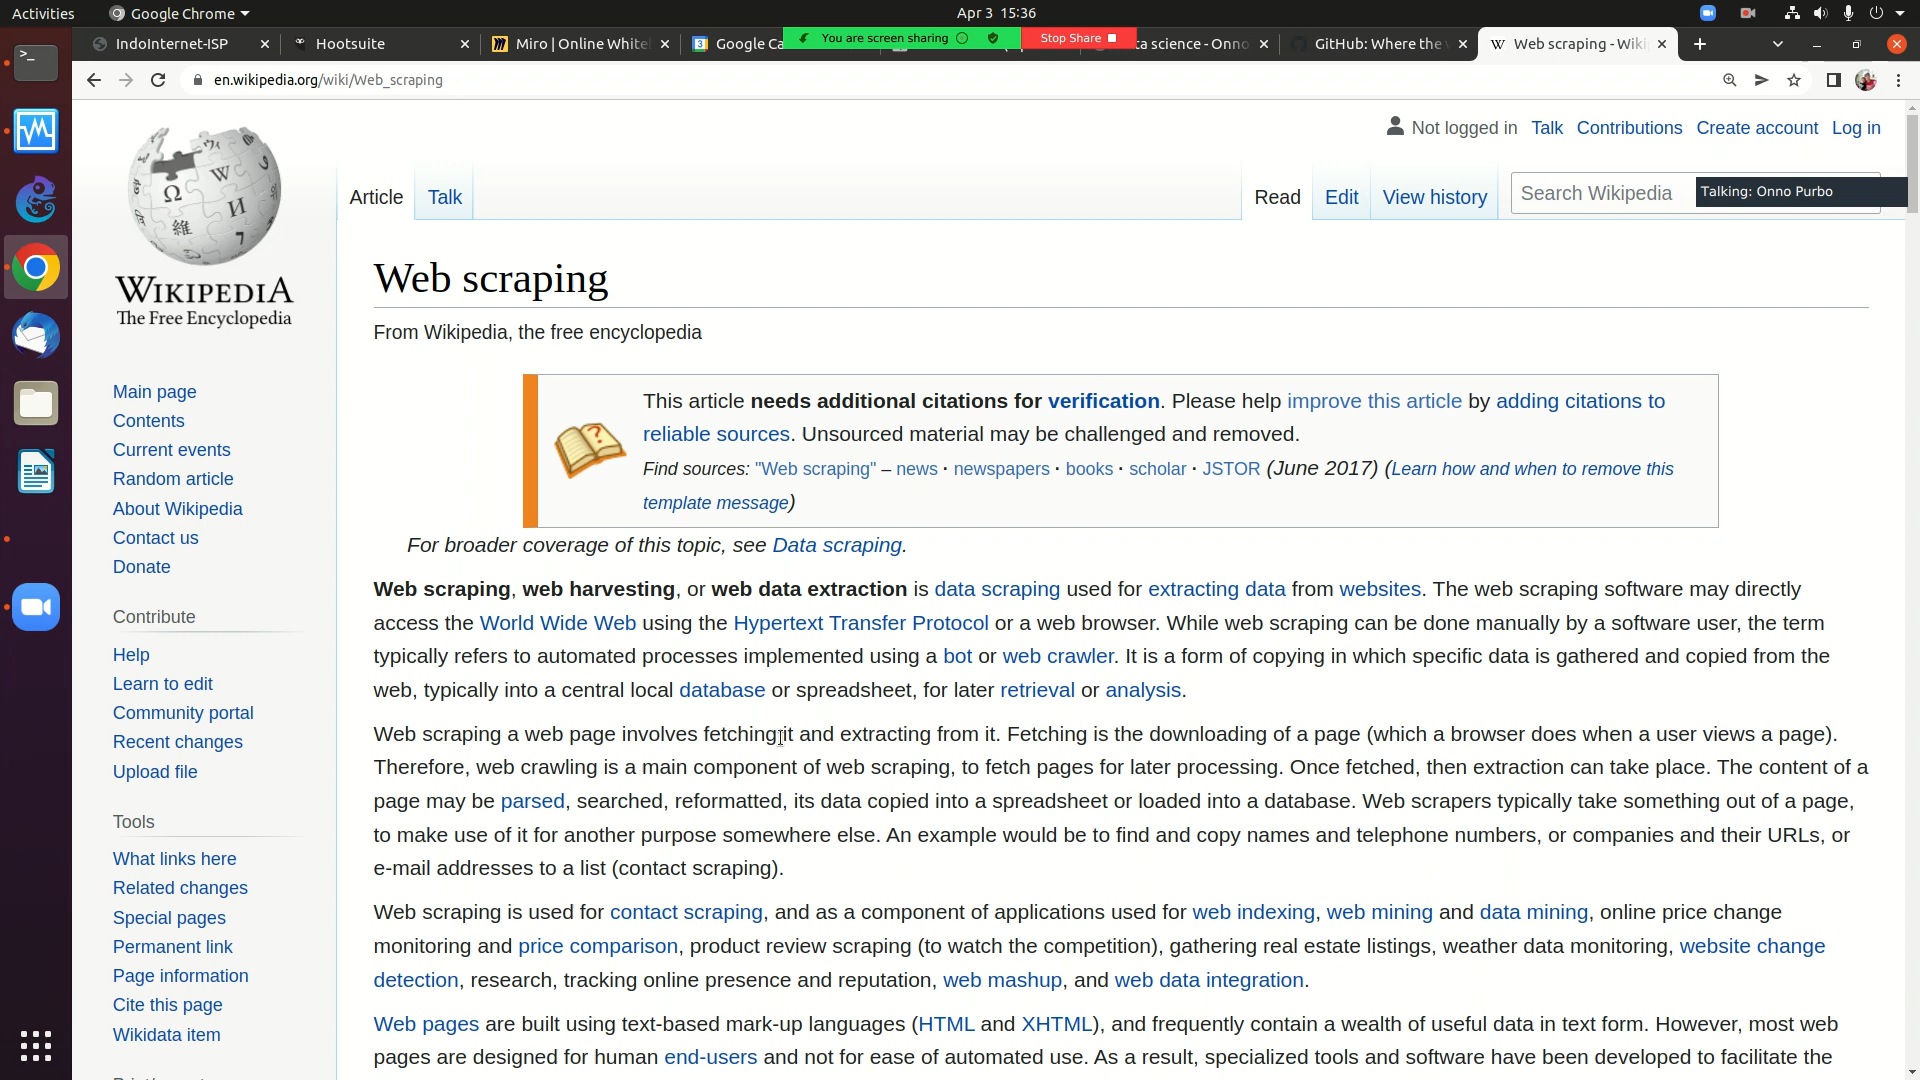 Activities
Google Chrome
Apr 3 15:36
IndoInternet-ISP
Hootsuite
Miro | Online White
Google Ca
You are screen sharing
Stop Share
ta science - Onno
GitHub: Where the
Web scraping - Wiki
en.wikipedia.org/wiki/Web_scraping
Not logged in Talk Contributions Create account Log in
Article Talk
Read Edit View history
Search Wikipedia
Talking: Onno Purbo
WIKIPEDIA
The Free Encyclopedia
Main page
Contents
Current events
Random article
About Wikipedia
Contact us
Donate
Contribute
Help
Learn to edit
Community portal
Recent changes
Upload file
Tools
What links here
Related changes
Special pages
Permanent link
Page information
Cite this page
Wikidata item
Web scraping
From Wikipedia, the free encyclopedia
This article needs additional citations for verification. Please help improve this article by adding citations to
reliable sources. Unsourced material may be challenged and removed.
Find sources: "Web scraping" – news · newspapers · books · scholar · JSTOR (June 2017) (Learn how and when to remove this
template message)
For broader coverage of this topic, see Data scraping.
Web scraping, web harvesting, or web data extraction is data scraping used for extracting data from websites. The web scraping software may directly
access the World Wide Web using the Hypertext Transfer Protocol or a web browser. While web scraping can be done manually by a software user, the term
typically refers to automated processes implemented using a bot or web crawler. It is a form of copying in which specific data is gathered and copied from the
web, typically into a central local database or spreadsheet, for later retrieval or analysis.
Web scraping a web page involves fetching it and extracting from it. Fetching is the downloading of a page (which a browser does when a user views a page).
Therefore, web crawling is a main component of web scraping, to fetch pages for later processing. Once fetched, then extraction can take place. The content of a
page may be parsed, searched, reformatted, its data copied into a spreadsheet or loaded into a database. Web scrapers typically take something out of a page,
to make use of it for another purpose somewhere else. An example would be to find and copy names and telephone numbers, or companies and their URLs, or
e-mail addresses to a list (contact scraping).
Web scraping is used for contact scraping, and as a component of applications used for web indexing, web mining and data mining, online price change
monitoring and price comparison, product review scraping (to watch the competition), gathering real estate listings, weather data monitoring, website change
detection, research, tracking online presence and reputation, web mashup, and web data integration.
Web pages are built using text-based mark-up languages (HTML and XHTML), and frequently contain a wealth of useful data in text form. However, most web
pages are designed for human end-users and not for ease of automated use. As a result, specialized tools and software have been developed to facilitate the